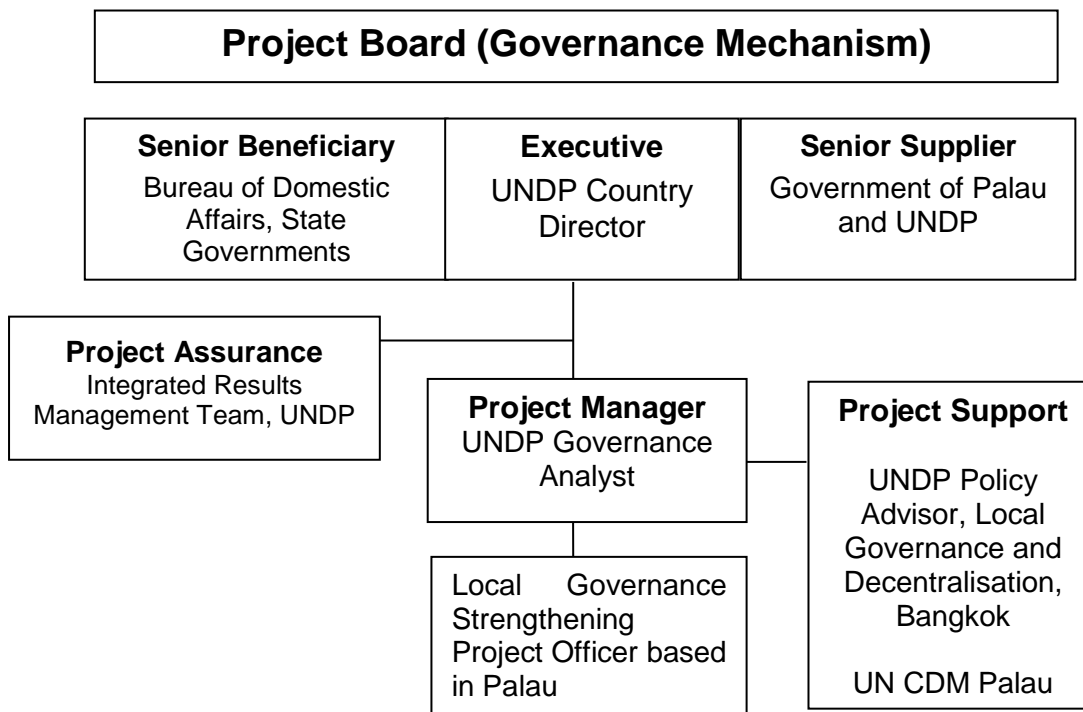 Project Board (Governance Mechanism)
Senior Beneficiary
Bureau of Domestic
Affairs, State
Governments
Executive
UNDP Country
Director
Senior Supplier
Government of Palau
and UNDP
Project Assurance
Integrated Results
Management Team, UNDP
Project Manager
UNDP Governance
Analyst
Project Support
UNDP Policy
Advisor, Local
Governance and
Decentralisation,
Bangkok
UN CDM Palau
Local Governance
Strengthening
Project Officer based
in Palau